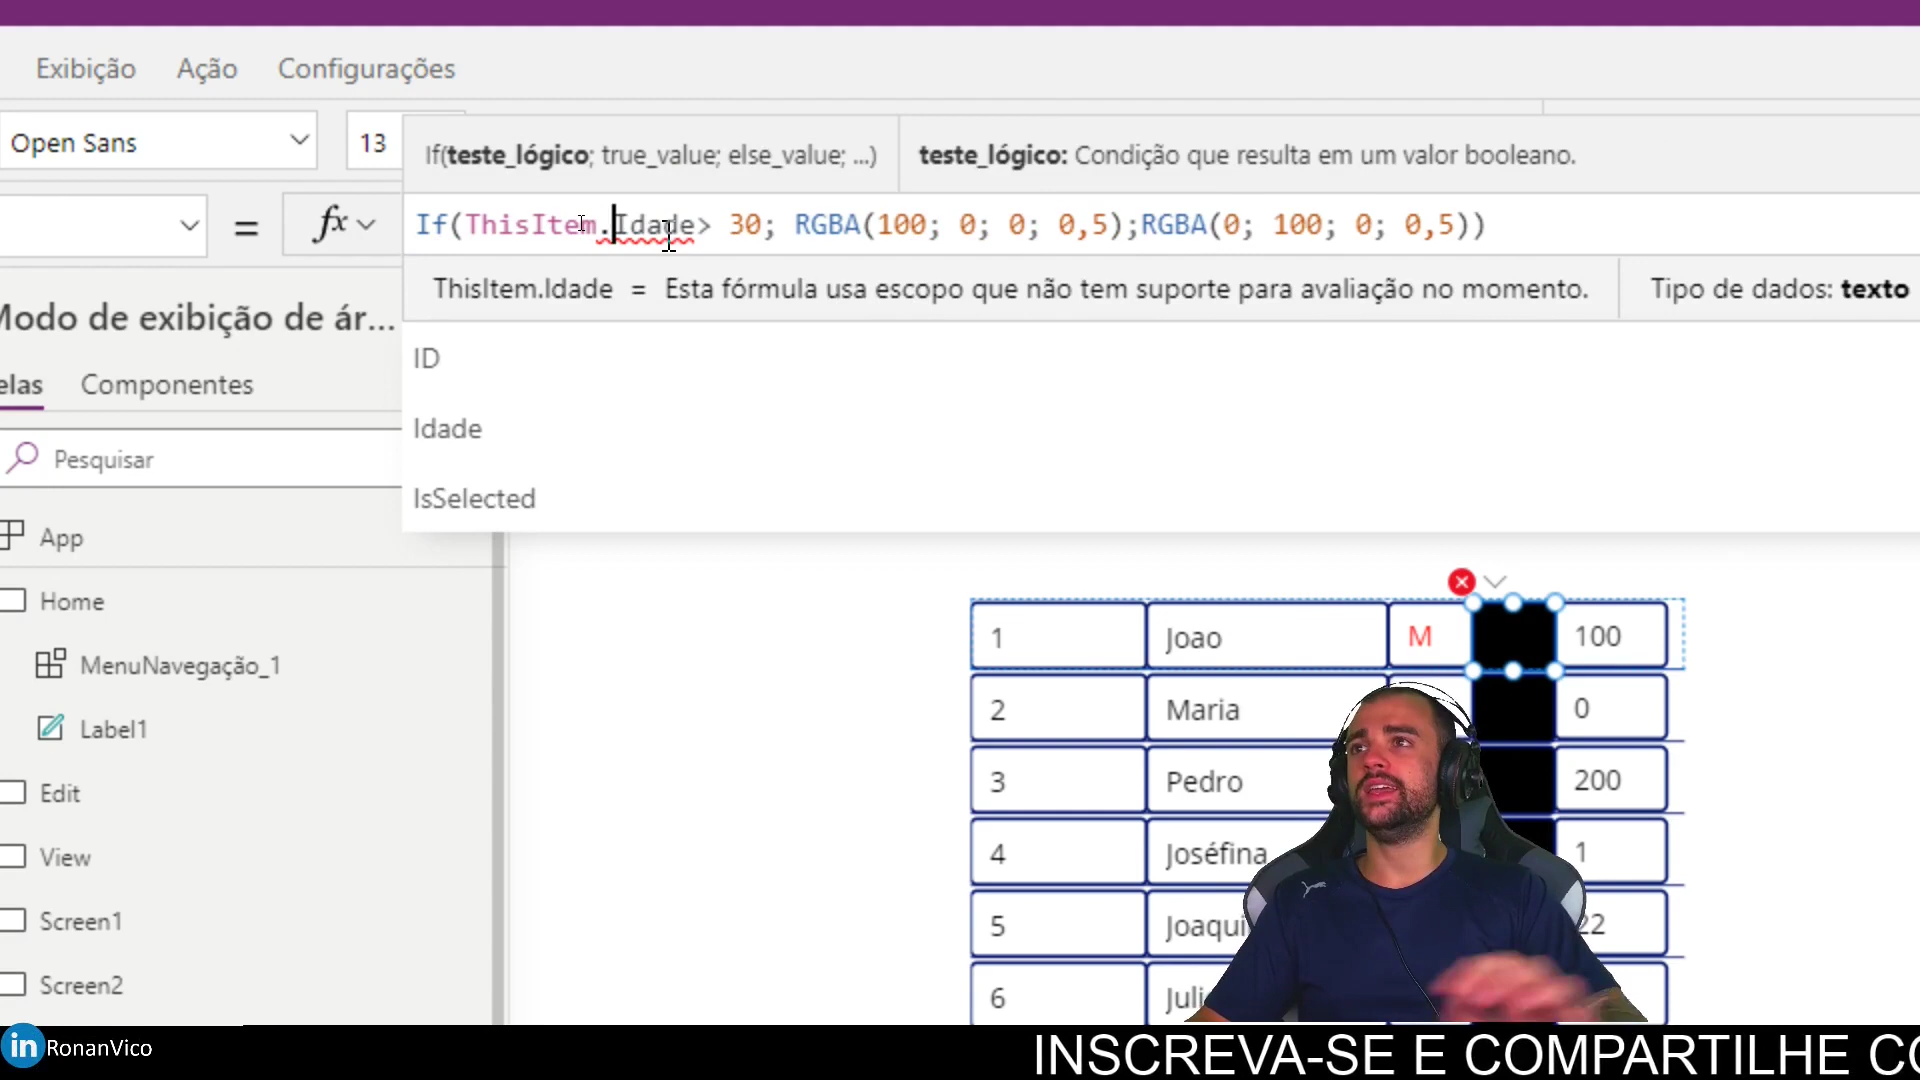 Exibição Ação Configurações
Open Sans
13
If(teste_lógico; true_value; else_value; ...)
teste_lógico: Condição que resulta em um valor booleano.
= fx
If(ThisItem.Idade> 30; RGBA(100; 0; 0; 0,5);RGBA(0; 100; 0; 0,5))
ThisItem.Idade = Esta fórmula usa escopo que não tem suporte para avaliação no momento.
Tipo de dados: texto
Modo de exibição de ár...
ID
elas Componentes
Idade
Pesquisar
IsSelected
App
Home
MenuNavegação_1
Label1
Edit
View
Screen1
Screen2
1 Joao M 100
2 Maria 0
3 Pedro 200
4 Joséfina 1
5 Joaqui 22
6 Juli
in RonanVico
INSCREVA-SE E COMPARTILHE CO